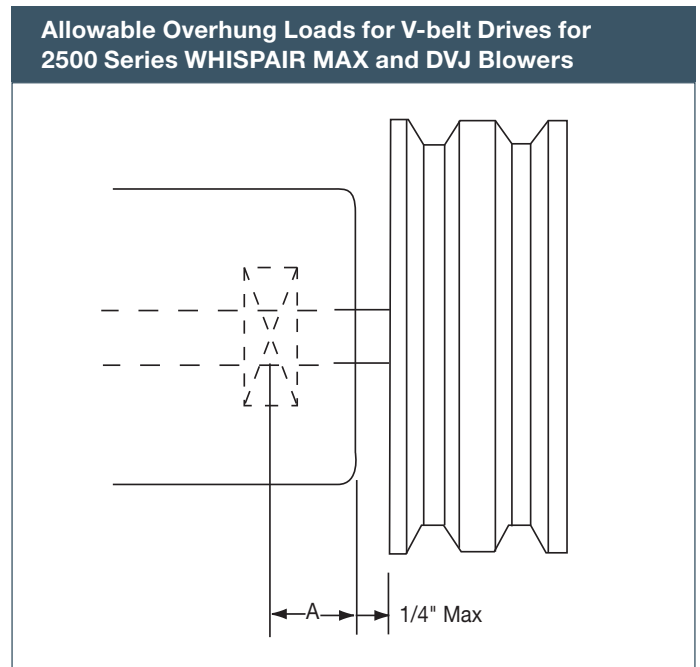 Allowable Overhung Loads for V-belt Drives for
2500 Series WHISPAIR MAX and DVJ Blowers
A
1/4" Max